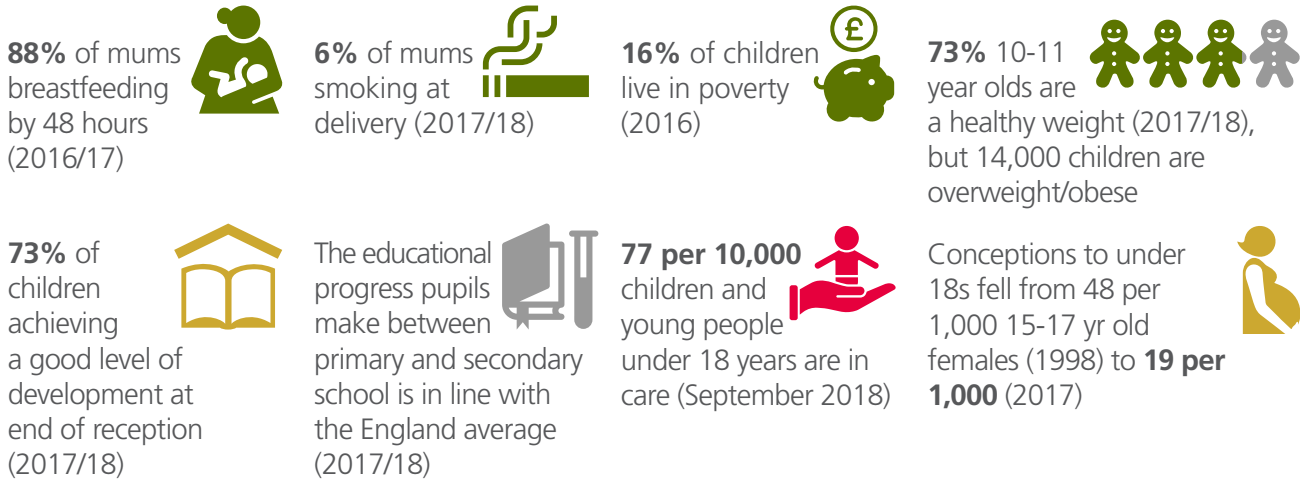 88% of mums
breastfeeding
by 48 hours
(2016/17)
6% of mums
smoking at
delivery (2017/18)
£
16% of children
live in poverty
(2016)
73% 10-11
year olds are
a healthy weight (2017/18),
but 14,000 children are
overweight/obese
73% of
children
achieving
a good level of
development at
end of reception
(2017/18)
The educational
progress pupils
make between
primary and secondary
school is in line with
the England average
(2017/18)
77 per 10,000
children and
young people
under 18 years are in
care (September 2018)
Conceptions to under
18s fell from 48 per
1,000 15-17 yr old
females (1998) to 19 per
1,000 (2017)